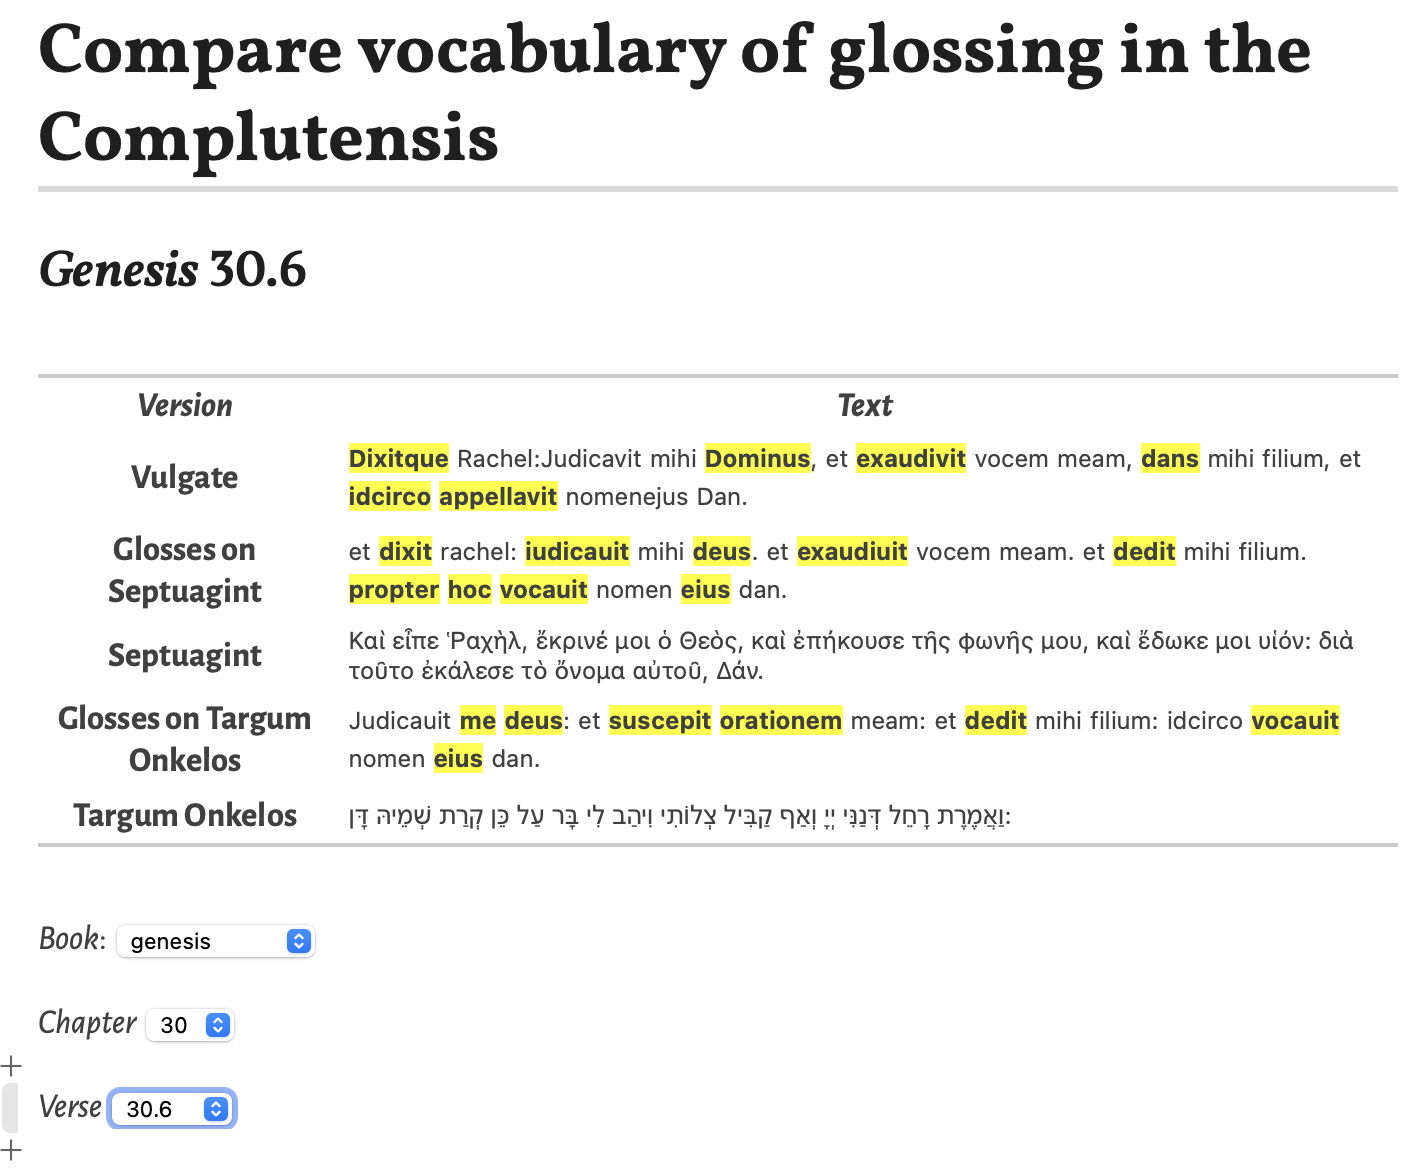 Compare vocabulary of glossing in the
Complutensis
Genesis 30.6
Version Text
Vulgate
Dixitque Rachel:Judicavit mihi Dominus, et exaudivit vocem meam, dans mihi filium, et
idcirco appellavit nomenejus Dan.
Glosses on
Septuagint
et dixit rachel: iudicauit mihi deus. et exaudiuit vocem meam. et dedit mihi filium.
propter hoc vocauit nomen eius dan.
Septuagint
Καὶ εἶπε Ῥαχὴλ, ἔκρινέ μοι ὁ Θεὸς, καὶ ἐπήκουσε τῆς φωνῆς μου, καὶ ἔδωκε μοι υἱόν: διὰ
τοῦτο ἐκάλεσε τὸ ὄνομα αὐτοῦ, Δάν.
Glosses on Targum
Onkelos
Judicauit me deus: et suscepit orationem meam: et dedit mihi filium: idcirco vocauit
nomen eius dan.
Targum Onkelos
וַאֲמֶרֶת רָחֵל דְּנַנִּי יְיָ וְאַף קַבִּיל צְלוֹתִי וִיהַב לִי בָּר עַל כֵּן קְרַת שְׁמֵיהּ דָּן:
Book: genesis
Chapter 30
Verse 30.6